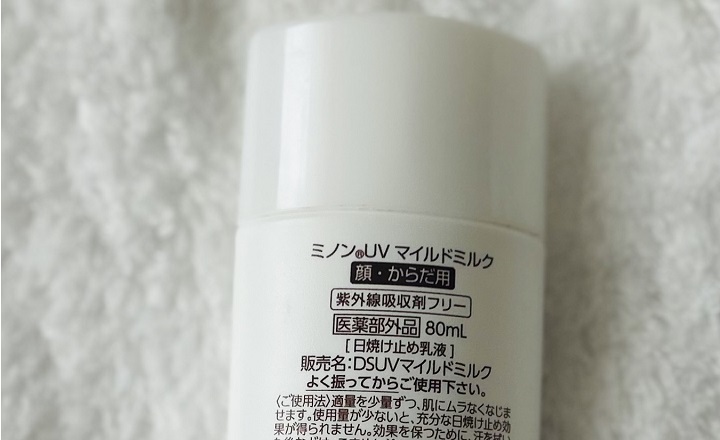 ミノン®UV マイルドミルク
顔・からだ用
紫外線吸収剤フリー
医薬部外品 80mL
[日焼け止め乳液]
販売名:DSUVマイルドミルク
よく振ってからご使用下さい。
〈ご使用法〉適量を少量ずつ、肌にムラなくなじま
せます。使用量が少ないと、充分な日焼け止め効
果が得られません。効果を保つために、汗を拭い